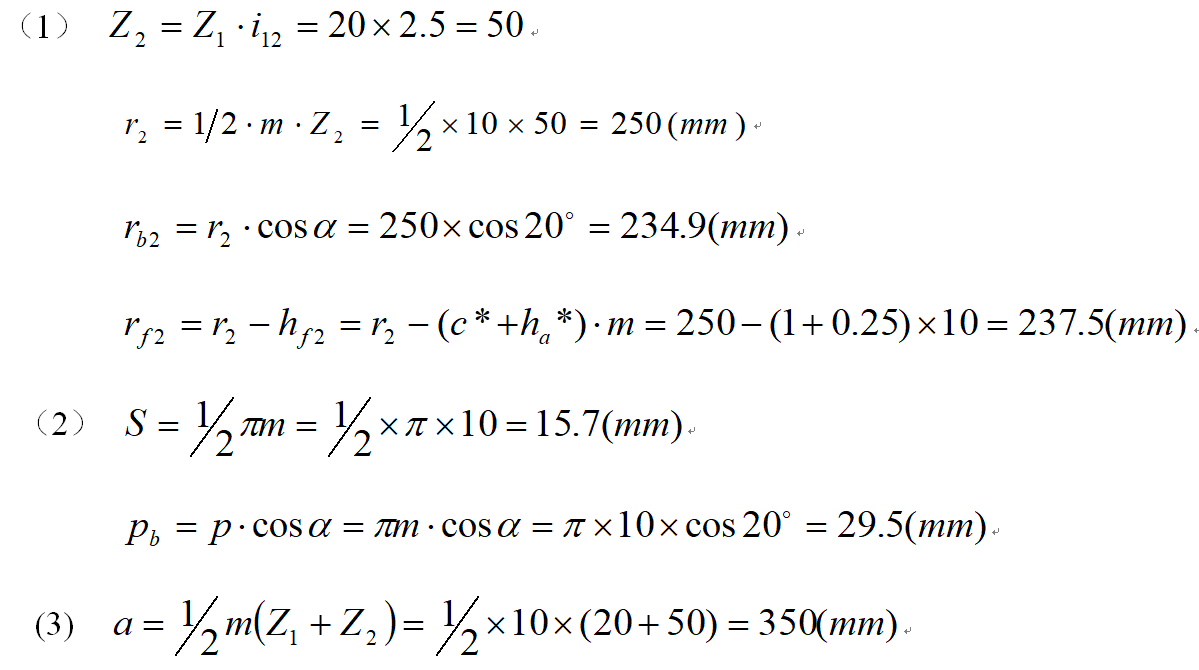 （1） Z₂ = Z₁ · i₁₂ = 20 × 2.5 = 50
r₂ = 1/2 · m · Z₂ = 1/2 × 10 × 50 = 250(mm)
r_b2 = r₂ · cos α = 250 × cos 20° = 234.9(mm)
r_f2 = r₂ − h_f2 = r₂ − (c*+hₐ*) · m = 250 − (1 + 0.25) × 10 = 237.5(mm)
（2） S = 1/2 πm = 1/2 × π × 10 = 15.7(mm)
p_b = p · cos α = πm · cos α = π × 10 × cos 20° = 29.5(mm)
(3) a = 1/2 m(Z₁ + Z₂) = 1/2 × 10 × (20 + 50) = 350(mm)